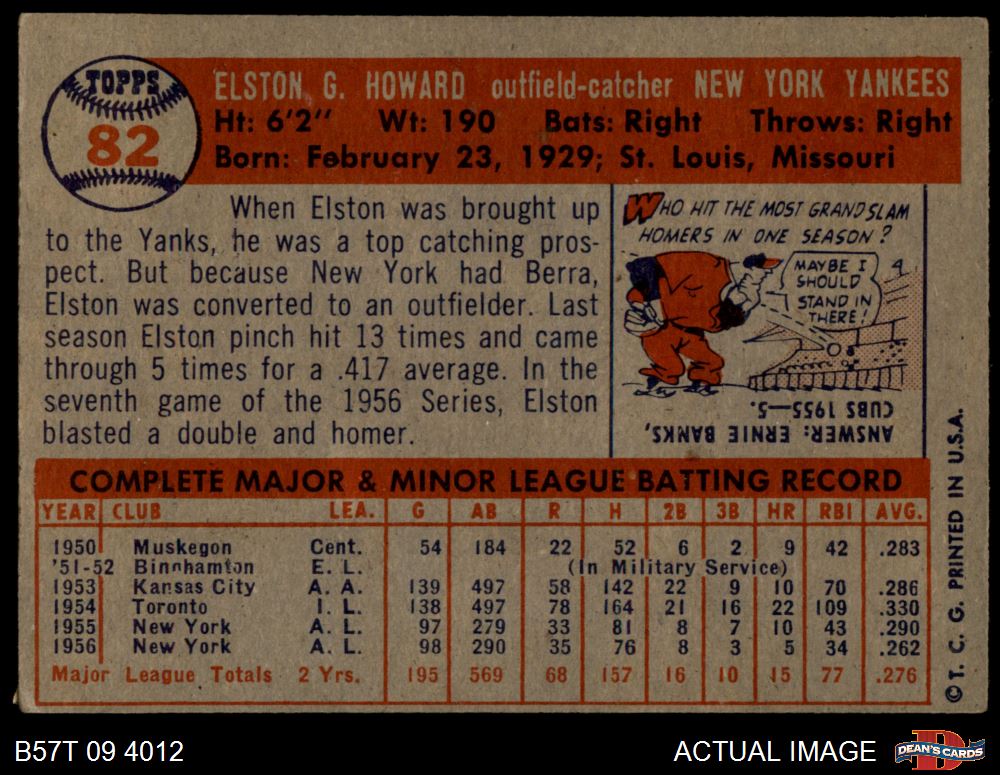 TOPPS
82
ELSTON G. HOWARD outfield-catcher NEW YORK YANKEES
Ht: 6'2" Wt: 190 Bats: Right Throws: Right
Born: February 23, 1929; St. Louis, Missouri
When Elston was brought up
to the Yanks, he was a top catching pros-
pect. But because New York had Berra,
Elston was converted to an outfielder. Last
season Elston pinch hit 13 times and came
through 5 times for a .417 average. In the
seventh game of the 1956 Series, Elston
blasted a double and homer.
WHO HIT THE MOST GRAND SLAM
HOMERS IN ONE SEASON?
MAYBE I
SHOULD
STAND IN
THERE!
ANSWER: ERNIE BANKS,
CUBS 1955—5.
COMPLETE MAJOR & MINOR LEAGUE BATTING RECORD
YEAR CLUB LEA. G AB R H 2B 3B HR RBI AVG.
1950 Muskegon Cent. 54 184 22 52 6 2 9 42 .283
'51-52 Binghamton E. L. (In Military Service)
1953 Kansas City A. A. 139 497 58 142 22 9 10 70 .286
1954 Toronto I. L. 138 497 78 164 21 16 22 109 .330
1955 New York A. L. 97 279 33 81 8 7 10 43 .290
1956 New York A. L. 98 290 35 76 8 3 5 34 .262
Major League Totals 2 Yrs. 195 569 68 157 16 10 15 77 .276
© T. C. G. PRINTED IN U.S.A.
B57T 09 4012
ACTUAL IMAGE
DEAN'S CARDS